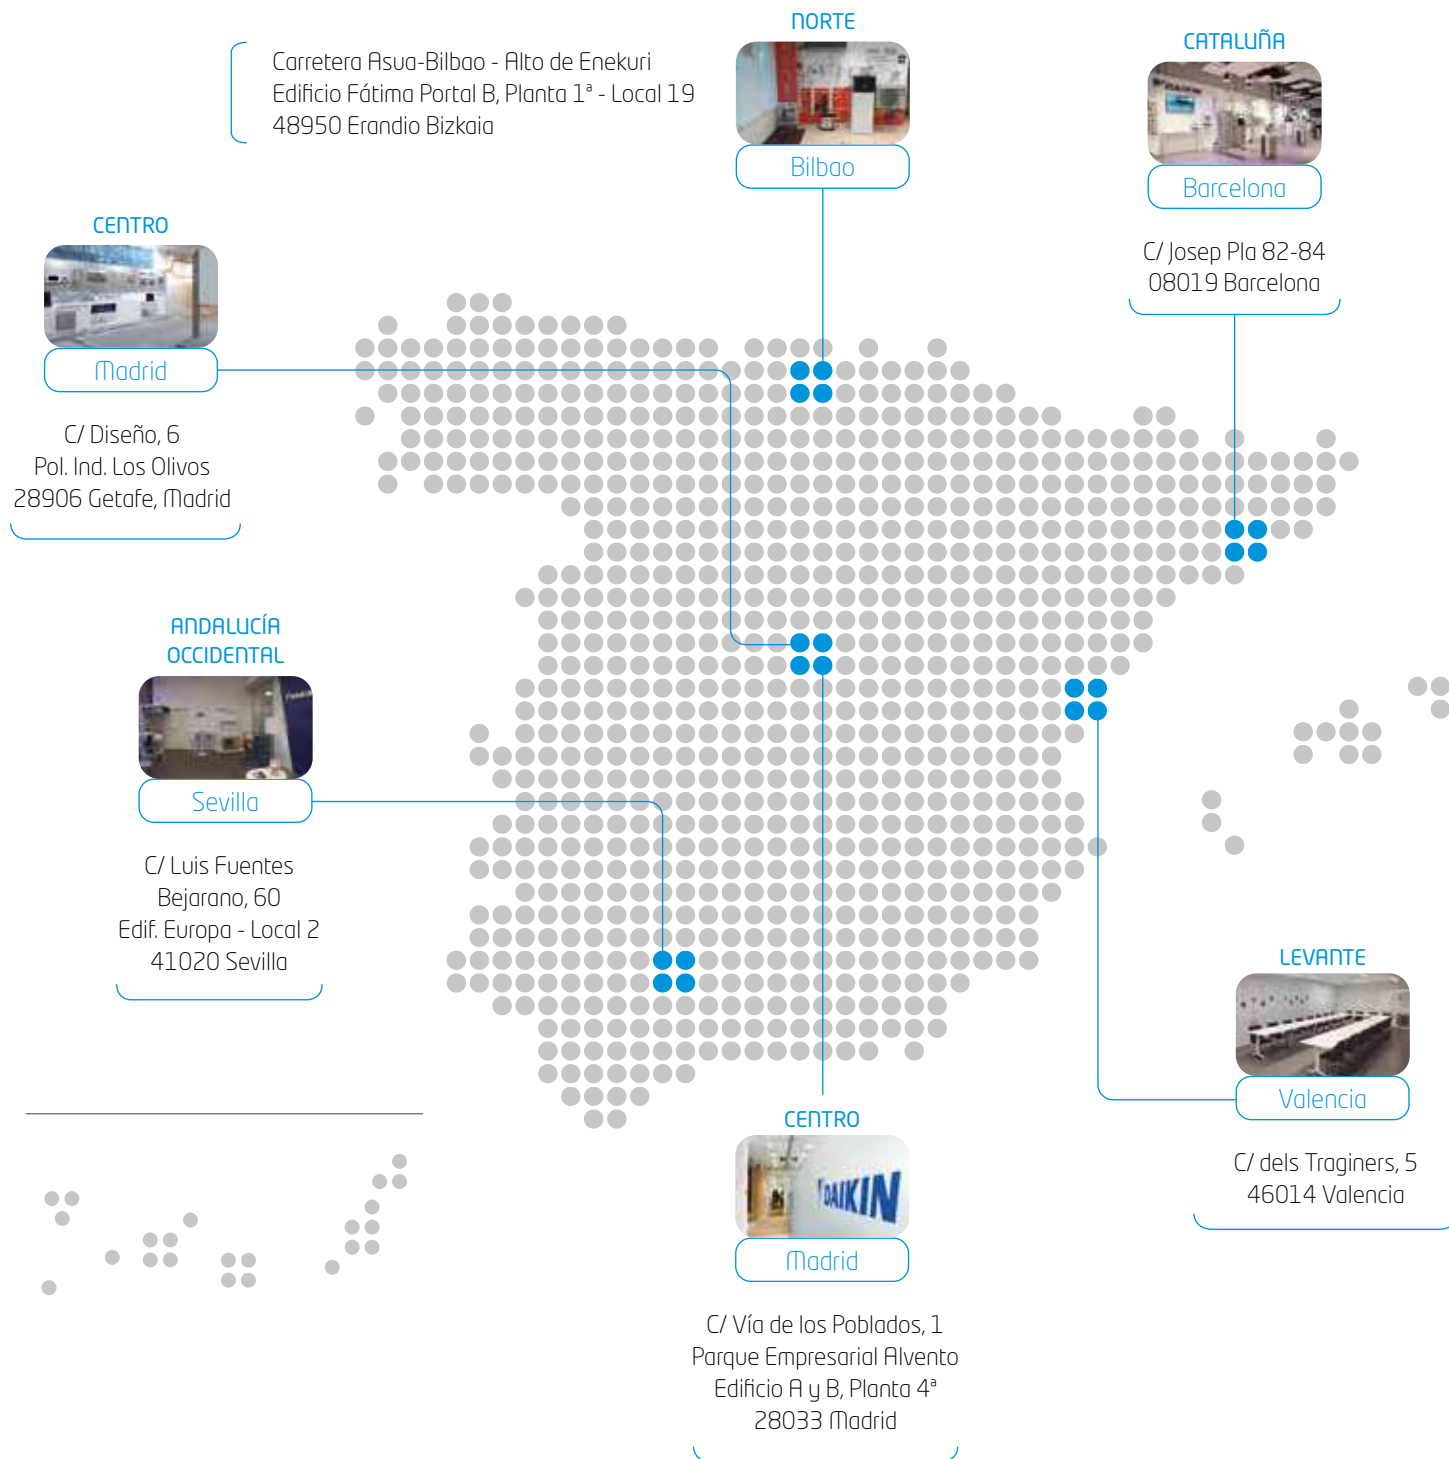 NORTE
Carretera Asua-Bilbao - Alto de Enekuri
Edificio Fátima Portal B, Planta 1ª - Local 19
48950 Erandio Bizkaia
Bilbao
CATALUÑA
DAIKIN
Barcelona
C/ Josep Pla 82-84
08019 Barcelona
CENTRO
Madrid
C/ Diseño, 6
Pol. Ind. Los Olivos
28906 Getafe, Madrid
ANDALUCÍA
OCCIDENTAL
Sevilla
C/ Luis Fuentes
Bejarano, 60
Edif. Europa - Local 2
41020 Sevilla
LEVANTE
Valencia
C/ dels Traginers, 5
46014 Valencia
CENTRO
DAIKIN
Madrid
C/ Vía de los Poblados, 1
Parque Empresarial Alvento
Edificio A y B, Planta 4ª
28033 Madrid